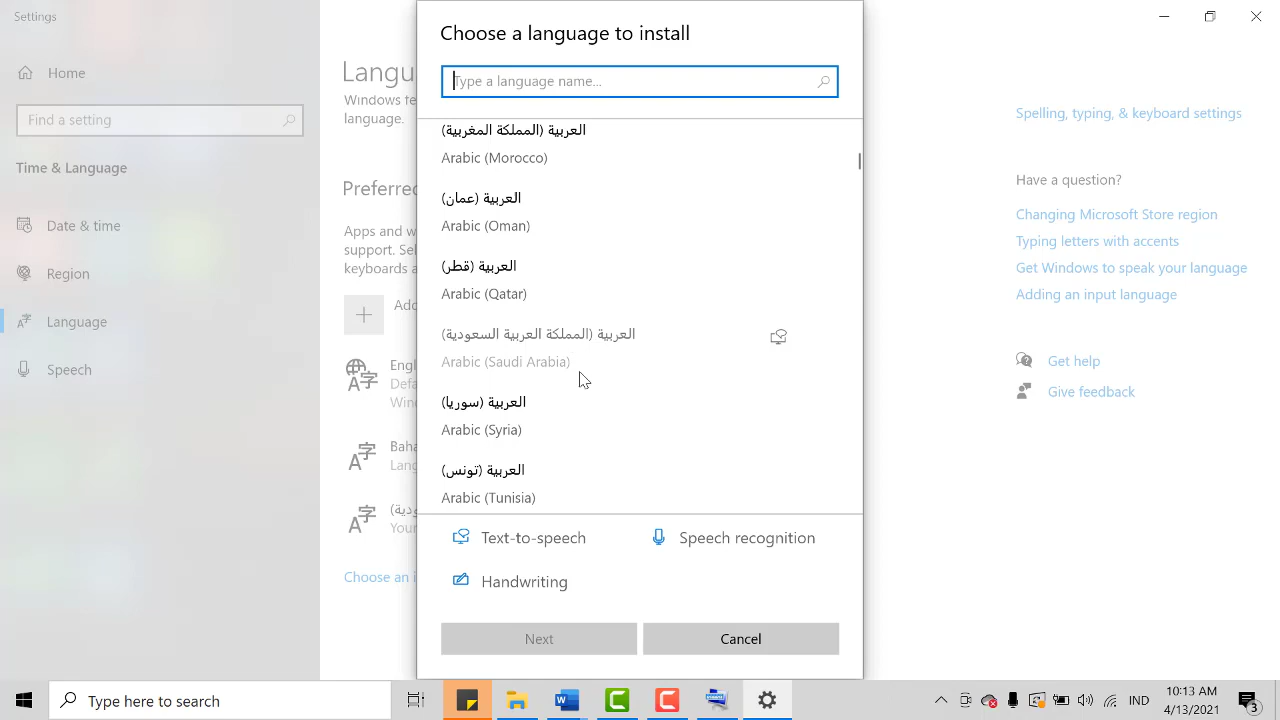 Settings
Home
Find a setting
Time & Language
Date & time
Region
Language
Speech
Langu
Windows fe
language.
Preferred
Apps and w
support. Sel
keyboards a
Add
Engl
Defa
Wind
Baha
Lang
ودية)
Your
Choose an i
Choose a language to install
Type a language name...
العربية (المملكة المغربية)
Arabic (Morocco)
العربية (عمان)
Arabic (Oman)
العربية (قطر)
Arabic (Qatar)
العربية (المملكة العربية السعودية)
Arabic (Saudi Arabia)
العربية (سوريا)
Arabic (Syria)
العربية (تونس)
Arabic (Tunisia)
Text-to-speech
Speech recognition
Handwriting
Next
Cancel
Spelling, typing, & keyboard settings
Have a question?
Changing Microsoft Store region
Typing letters with accents
Get Windows to speak your language
Adding an input language
Get help
Give feedback
Type here to search
IND
10:13 AM
4/13/2021
3